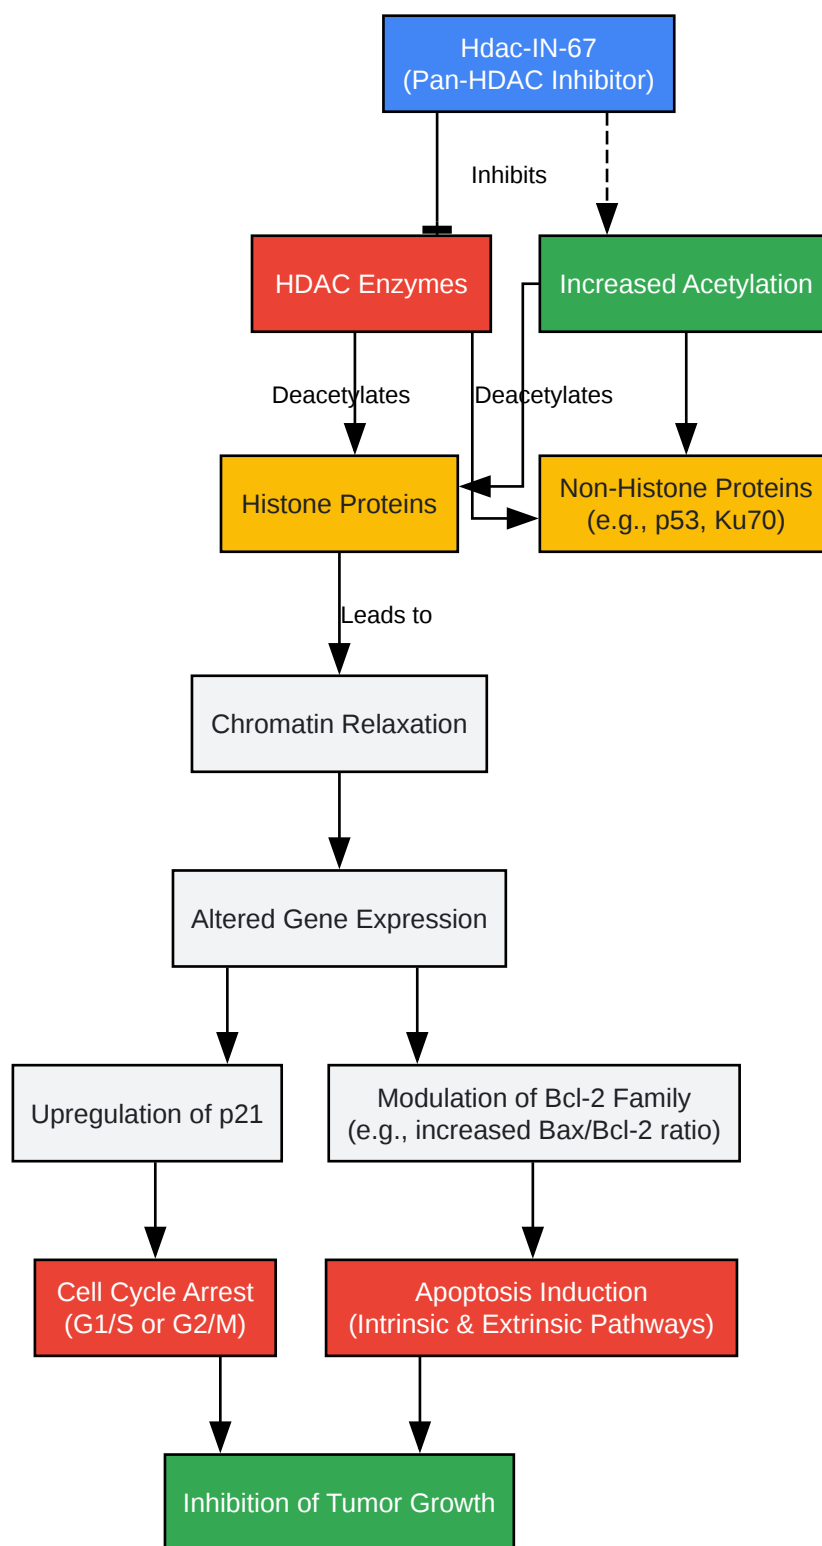 Hdac-IN-67
(Pan-HDAC Inhibitor)
Inhibits
HDAC Enzymes
Increased Acetylation
Deacetylates
Deacetylates
Histone Proteins
Non-Histone Proteins
(e.g., p53, Ku70)
Leads to
Chromatin Relaxation
Altered Gene Expression
Upregulation of p21
Modulation of Bcl-2 Family
(e.g., increased Bax/Bcl-2 ratio)
Cell Cycle Arrest
(G1/S or G2/M)
Apoptosis Induction
(Intrinsic & Extrinsic Pathways)
Inhibition of Tumor Growth